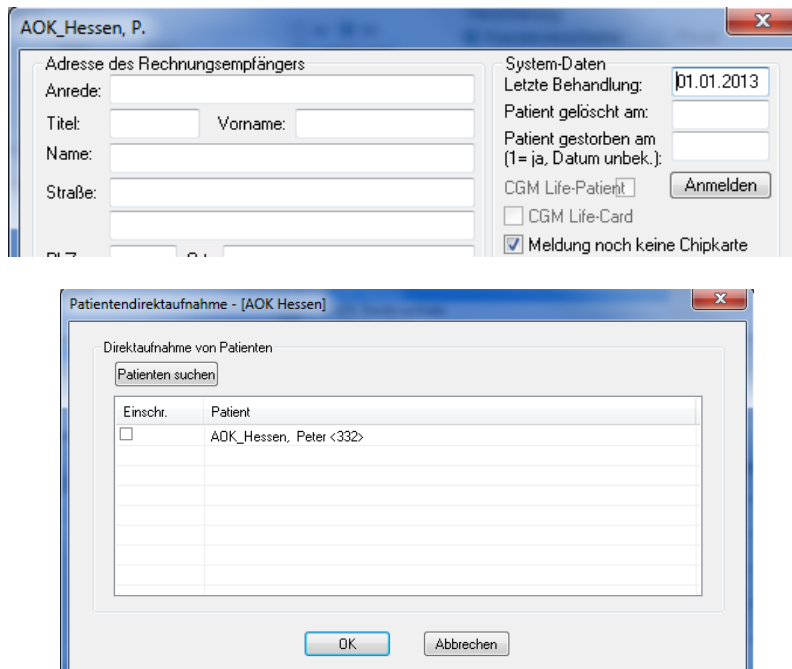 AOK_Hessen, P.
x
Adresse des Rechnungsempfängers
Anrede:
Titel:
Vorname:
Name:
Straße:
System-Daten
Letzte Behandlung:
01.01.2013
Patient gelöscht am:
Patient gestorben am
(1= ja, Datum unbek.):
CGM Life-Patient
Anmelden
CGM Life-Card
Meldung noch keine Chipkarte
Patientendirektaufnahme - [AOK Hessen]
x
Direktaufnahme von Patienten
Patienten suchen
Einschr. Patient
AOK_Hessen, Peter <332>
OK Abbrechen